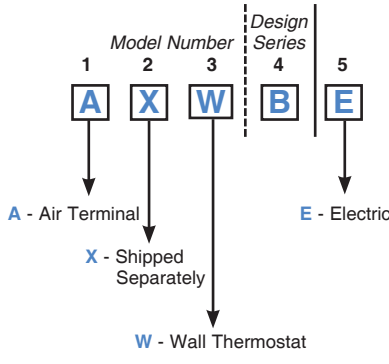 Model Number
Design
Series
1 2 3 4 5
A X W B E
A - Air Terminal
E - Electric
X - Shipped
Separately
W - Wall Thermostat